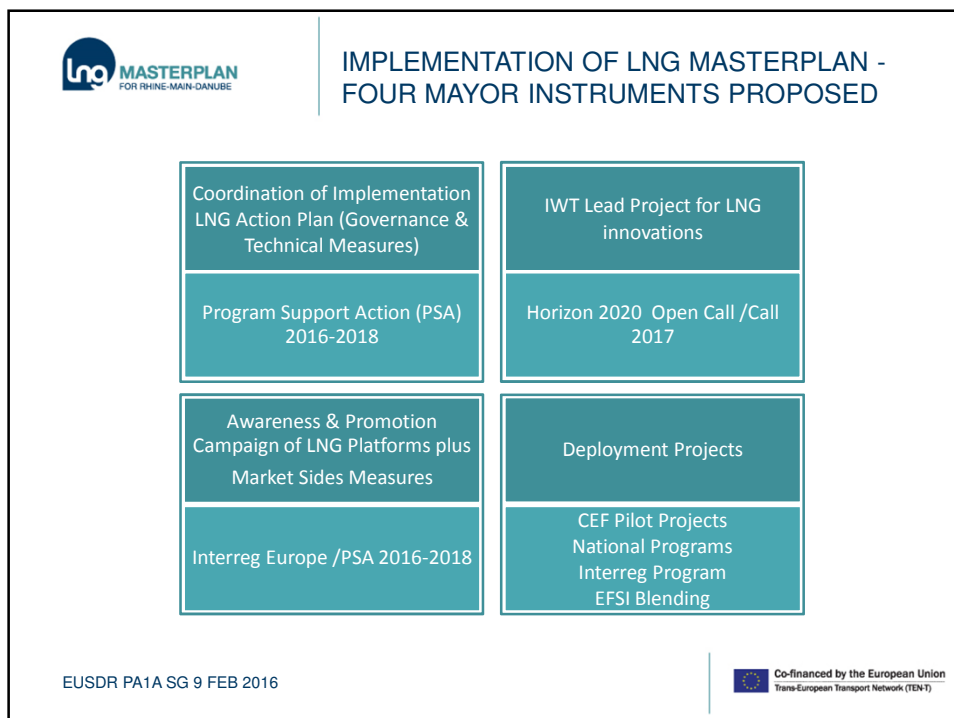 lng MASTERPLAN
FOR RHINE-MAIN-DANUBE
IMPLEMENTATION OF LNG MASTERPLAN -
FOUR MAYOR INSTRUMENTS PROPOSED
Coordination of Implementation
LNG Action Plan (Governance &
Technical Measures)
Program Support Action (PSA)
2016-2018
IWT Lead Project for LNG
innovations
Horizon 2020 Open Call /Call
2017
Awareness & Promotion
Campaign of LNG Platforms plus
Market Sides Measures
Interreg Europe /PSA 2016-2018
Deployment Projects
CEF Pilot Projects
National Programs
Interreg Program
EFSI Blending
EUSDR PA1A SG 9 FEB 2016
Co-financed by the European Union
Trans-European Transport Network (TEN-T)